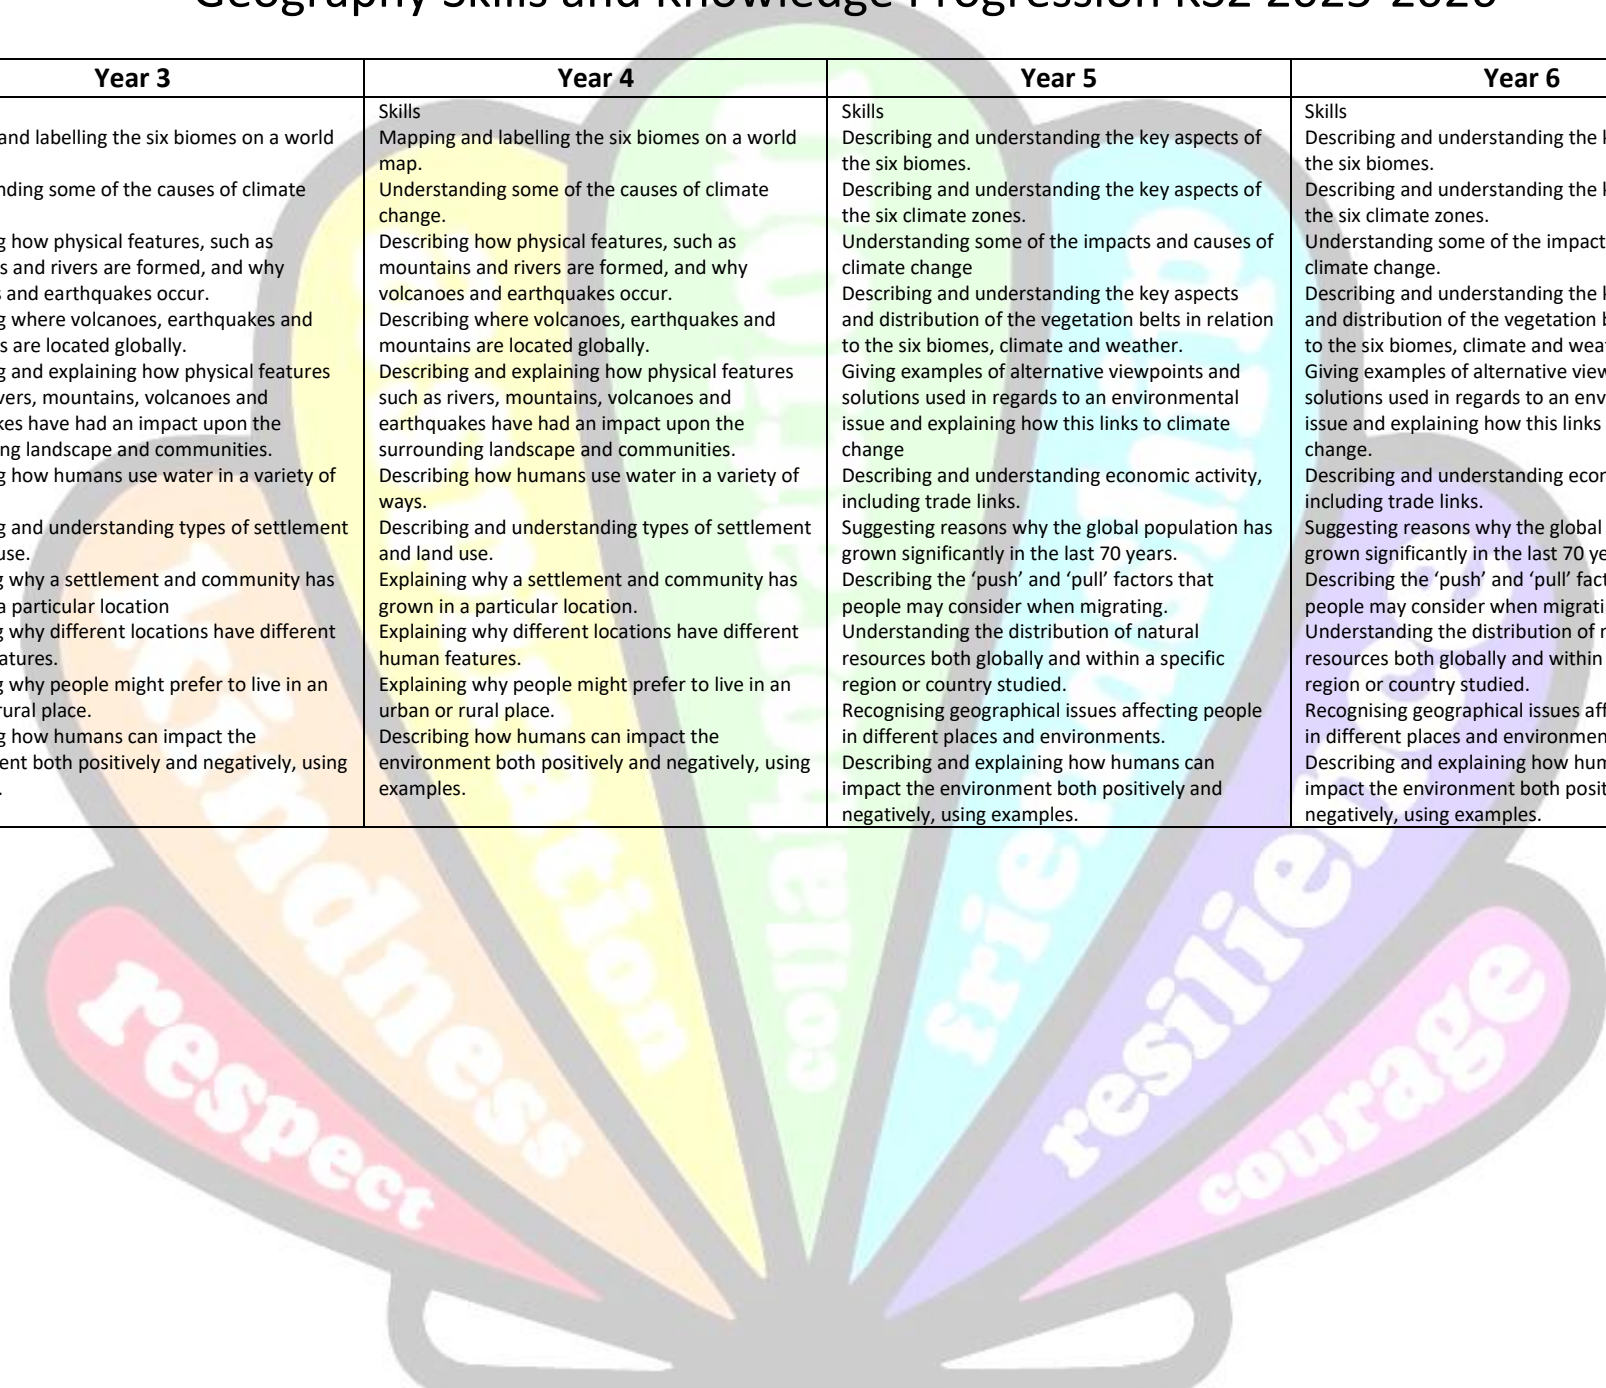 Geography Skills and Knowledge Progression KS2 2025-2026
Year 3
and labelling the six biomes on a world
some of the causes of climate
how physical features, such as
and rivers are formed, and why
and earthquakes occur.
where volcanoes, earthquakes and
are located globally.
and explaining how physical features
mountains, volcanoes and
have had an impact upon the
landscape and communities.
how humans use water in a variety of
and understanding types of settlement
use.
why a settlement and community has
a particular location
why different locations have different
why people might prefer to live in an
rural place.
how humans can impact the
both positively and negatively, using
Year 4
Skills
Mapping and labelling the six biomes on a world
map.
Understanding some of the causes of climate
change.
Describing how physical features, such as
mountains and rivers are formed, and why
volcanoes and earthquakes occur.
Describing where volcanoes, earthquakes and
mountains are located globally.
Describing and explaining how physical features
such as rivers, mountains, volcanoes and
earthquakes have had an impact upon the
surrounding landscape and communities.
Describing how humans use water in a variety of
ways.
Describing and understanding types of settlement
and land use.
Explaining why a settlement and community has
grown in a particular location.
Explaining why different locations have different
human features.
Explaining why people might prefer to live in an
urban or rural place.
Describing how humans can impact the
environment both positively and negatively, using
examples.
Year 5
Skills
Describing and understanding the key aspects of
the six biomes.
Describing and understanding the key aspects of
the six climate zones.
Understanding some of the impacts and causes of
climate change
Describing and understanding the key aspects
and distribution of the vegetation belts in relation
to the six biomes, climate and weather.
Giving examples of alternative viewpoints and
solutions used in regards to an environmental
issue and explaining how this links to climate
change
Describing and understanding economic activity,
including trade links.
Suggesting reasons why the global population has
grown significantly in the last 70 years.
Describing the ‘push’ and ‘pull’ factors that
people may consider when migrating.
Understanding the distribution of natural
resources both globally and within a specific
region or country studied.
Recognising geographical issues affecting people
in different places and environments.
Describing and explaining how humans can
impact the environment both positively and
negatively, using examples.
Year 6
Skills
Describing and understanding the
the six biomes.
Describing and understanding the
the six climate zones.
Understanding some of the
climate change.
Describing and understanding the
and distribution of the vegetation
to the six biomes, climate and
Giving examples of alternative
solutions used in regards to an
issue and explaining how this links
change.
Describing and understanding
including trade links.
Suggesting reasons why the global
grown significantly in the last 70
Describing the ‘push’ and ‘pull’
people may consider when
Understanding the distribution of
resources both globally and within
region or country studied.
Recognising geographical issues
in different places and
Describing and explaining how
impact the environment both
negatively, using examples.
respect
kindness
collaboration
friendship
resilience
courage